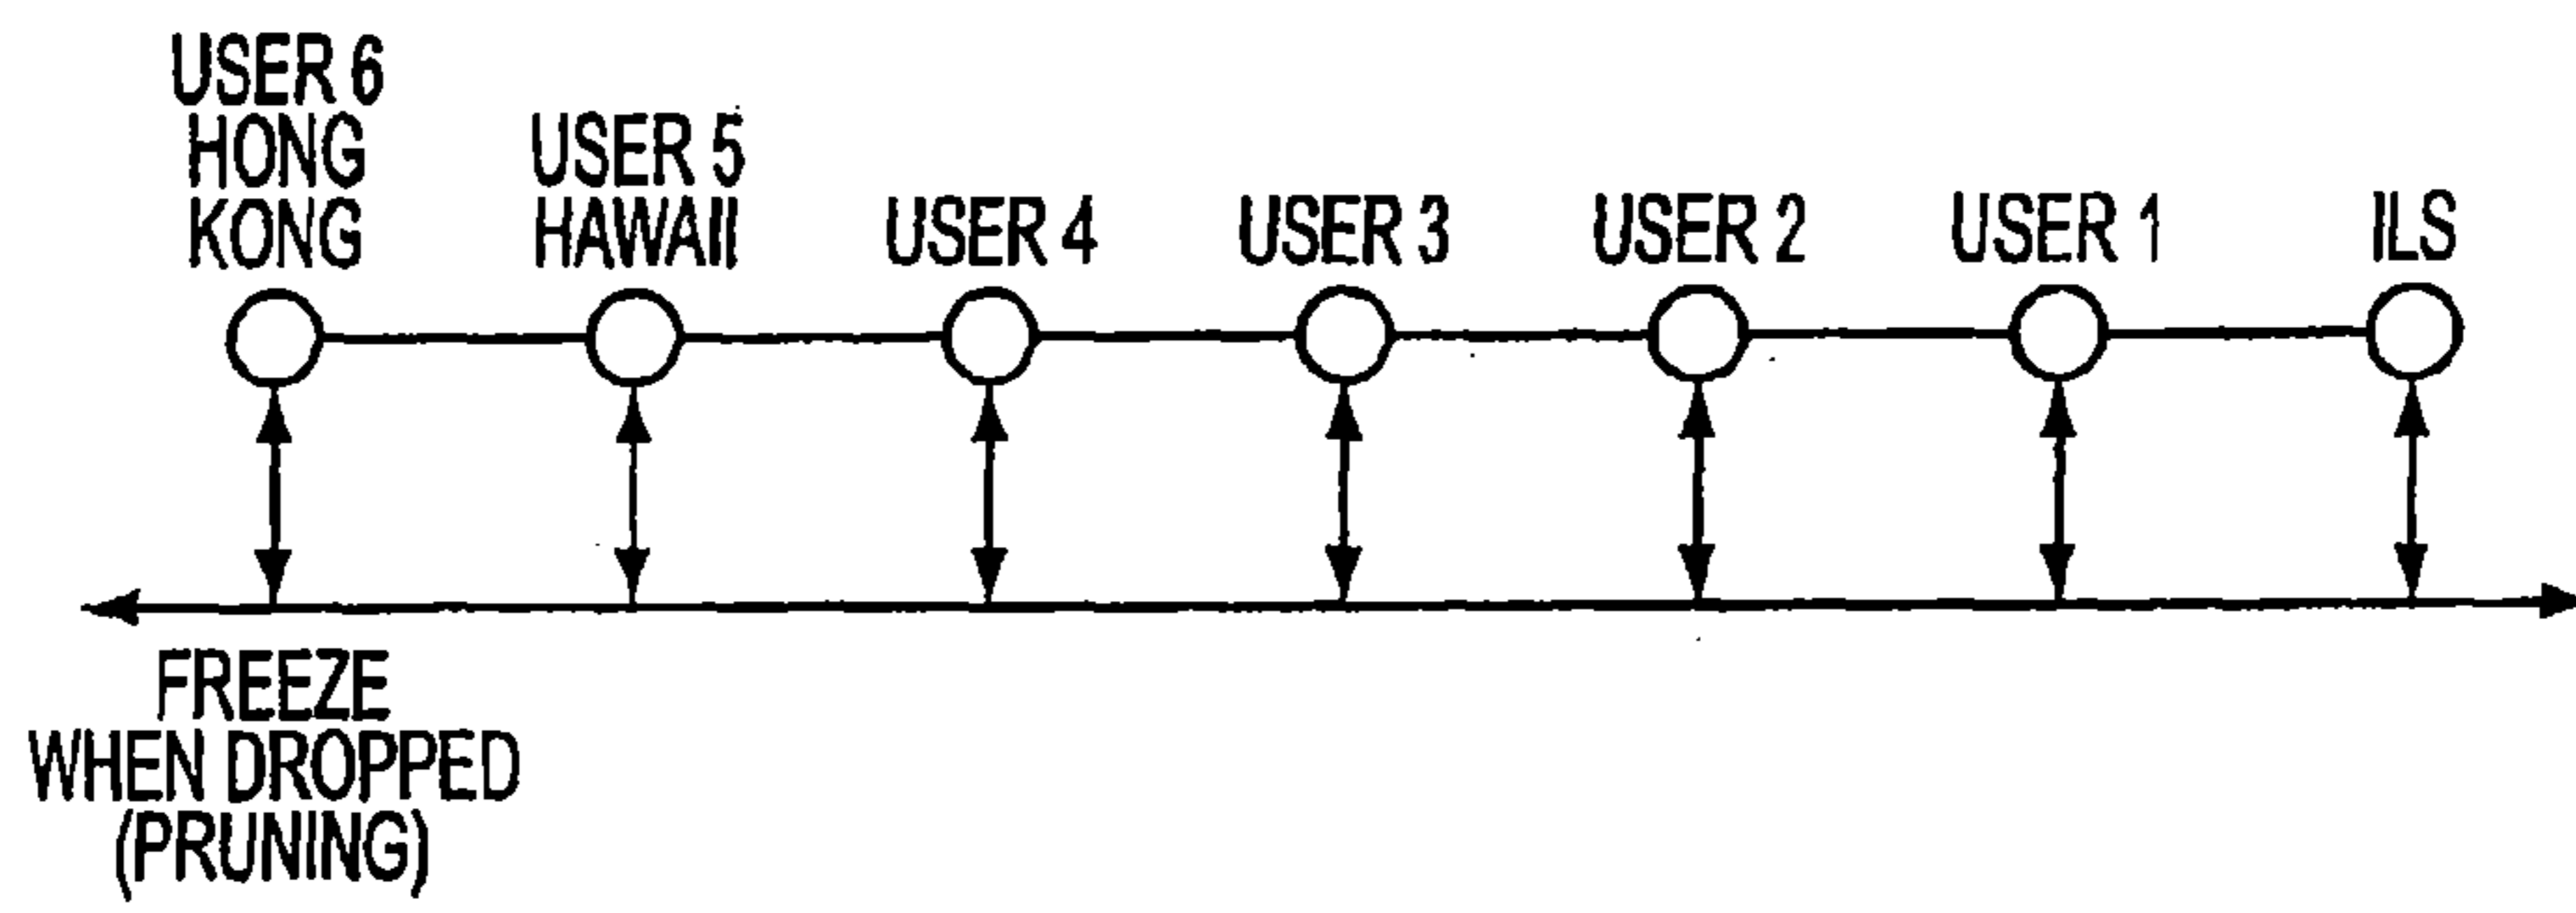 USER 6
HONG
KONG
USER 5
HAWAII
USER 4
USER 3
USER 2
USER 1
ILS
FREEZE
WHEN DROPPED
(PRUNING)